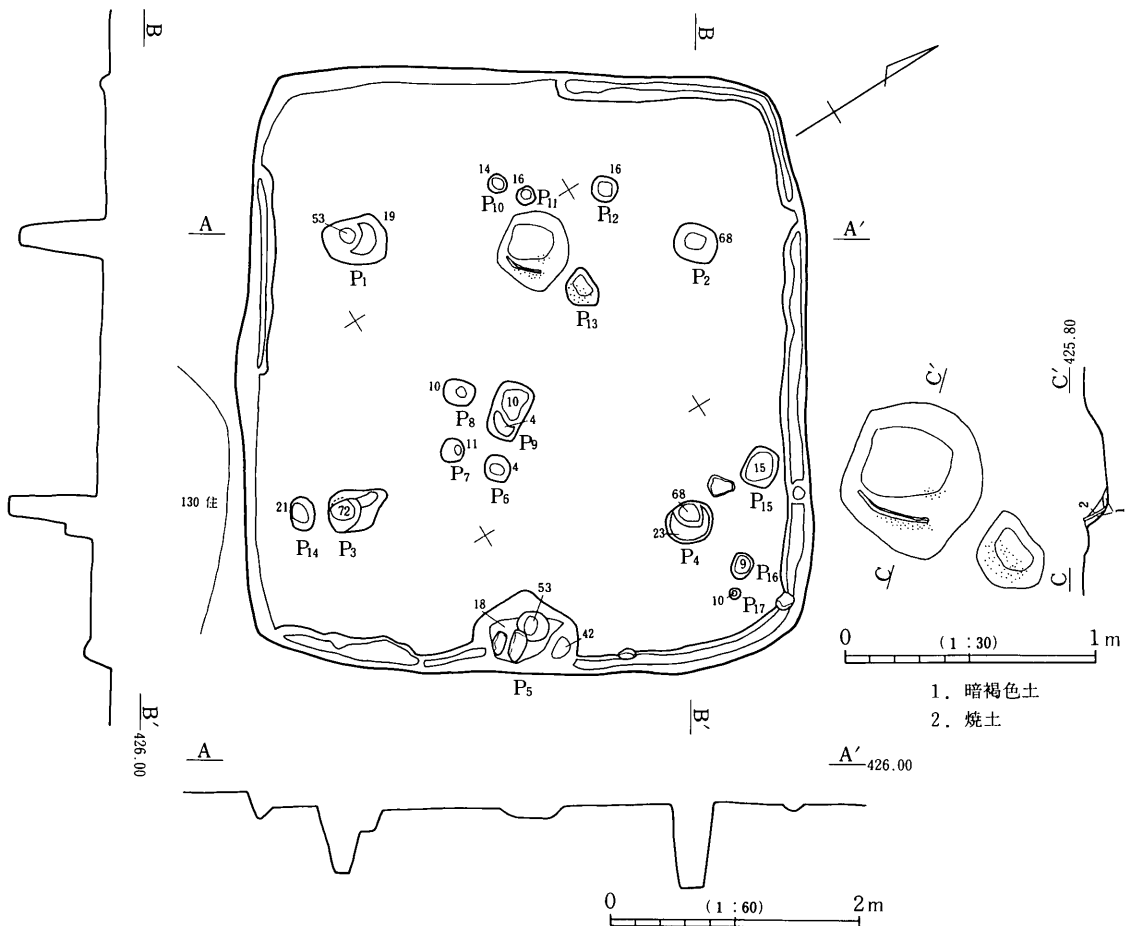 B
B
A
A′
14
16
16
P10
P11
P12
53
19
68
P1
P2
P13
425.80
C′
C′
10
10
4
P8
P9
11
4
15
P7
P6
P15
130 住
21
72
68
23
P14
P3
P4
2
1
9
P16
10
P17
C
C
18
53
42
P5
0
(1 : 30)
1 m
1. 暗褐色土
2. 焼土
B′
426.00
B′
A
A′
426.00
0
(1 : 60)
2 m